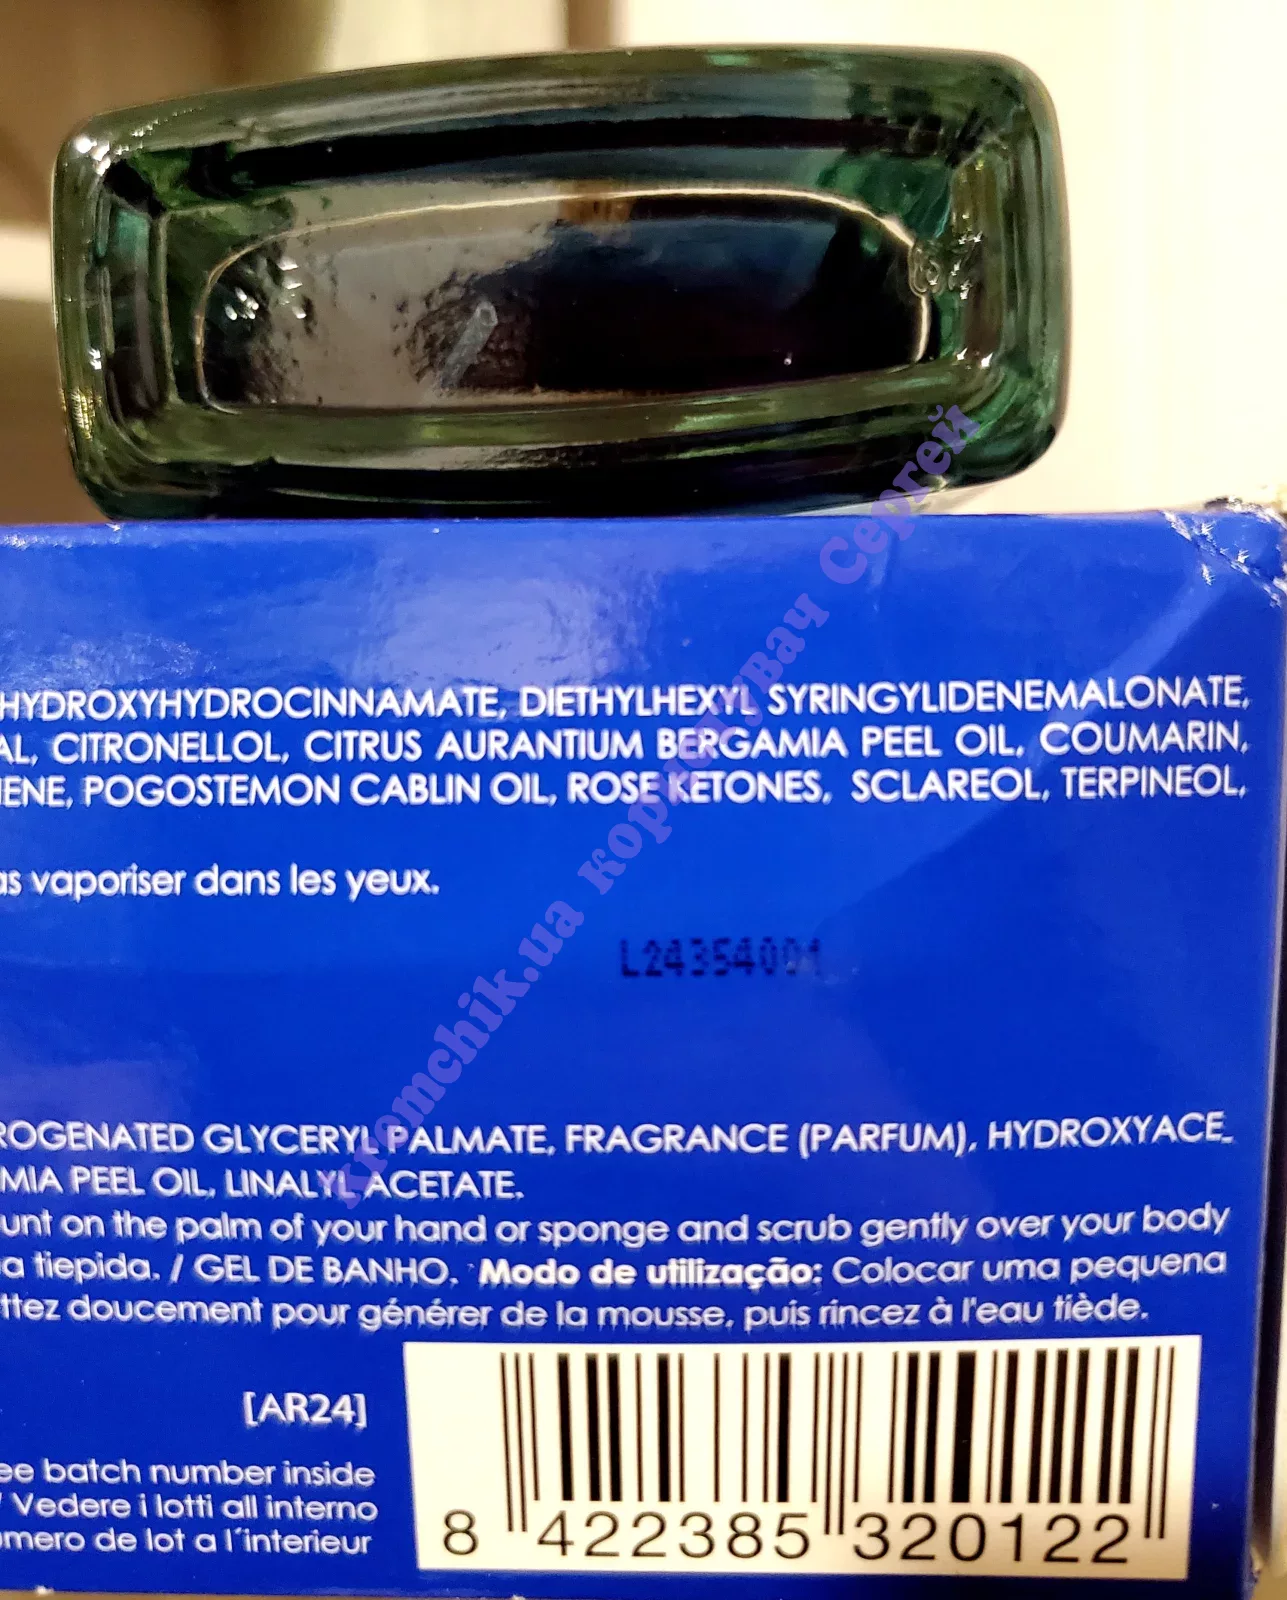 HYDROXYHYDROCINNAMATE, DIETHYLHEXYL SYRINGYLIDENEMALONATE,
AL, CITRONELLOL, CITRUS AURANTIUM BERGAMIA PEEL OIL, COUMARIN,
ENE, POGOSTEMON CABLIN OIL, ROSE KETONES, SCLAREOL, TERPINEOL,
as vaporiser dans les yeux.
L24354001
ROGENATED GLYCERYL PALMATE, FRAGRANCE (PARFUM), HYDROXYACE_
MIA PEEL OIL, LINALYL ACETATE.
unt on the palm of your hand or sponge and scrub gently over your body
a tiepida. / GEL DE BANHO. Modo de utilização: Colocar uma pequena
ttez doucement pour générer de la mousse, puis rincez à l'eau tiède.
[AR24]
ee batch number inside
/ Vedere i lotti all interno
mero de lot a l'interieur
8 422385 320122
kremchik.ua користувач Сергей